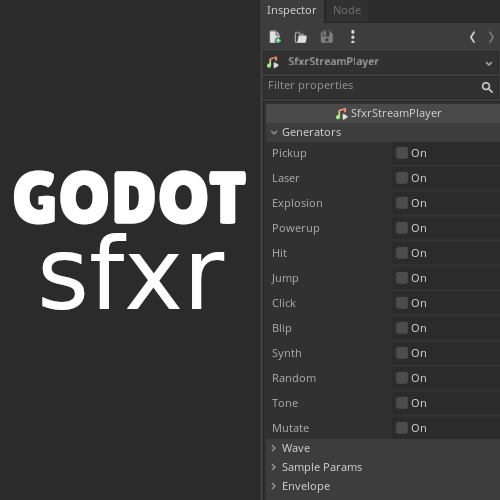 GODOT
sfxr
Inspector Node
SfxrStreamPlayer
Filter properties
SfxrStreamPlayer
Generators
Pickup On
Laser On
Explosion On
Powerup On
Hit On
Jump On
Click On
Blip On
Synth On
Random On
Tone On
Mutate On
Wave
Sample Params
Envelope